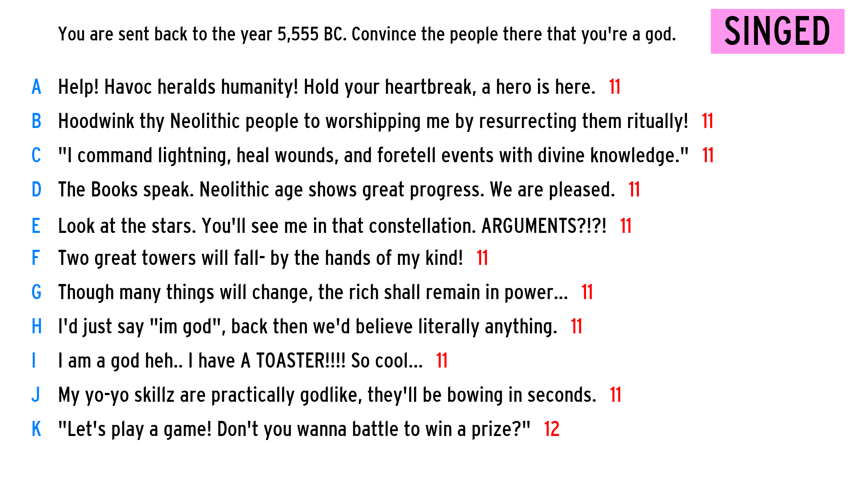 You are sent back to the year 5,555 BC. Convince the people there that you're a god.
SINGED
A Help! Havoc heralds humanity! Hold your heartbreak, a hero is here. 11
B Hoodwink thy Neolithic people to worshipping me by resurrecting them ritually! 11
C "I command lightning, heal wounds, and foretell events with divine knowledge." 11
D The Books speak. Neolithic age shows great progress. We are pleased. 11
E Look at the stars. You'll see me in that constellation. ARGUMENTS?!?! 11
F Two great towers will fall- by the hands of my kind! 11
G Though many things will change, the rich shall remain in power... 11
H I'd just say "im god", back then we'd believe literally anything. 11
I I am a god heh.. I have A TOASTER!!!! So cool... 11
J My yo-yo skillz are practically godlike, they'll be bowing in seconds. 11
K "Let's play a game! Don't you wanna battle to win a prize?" 12